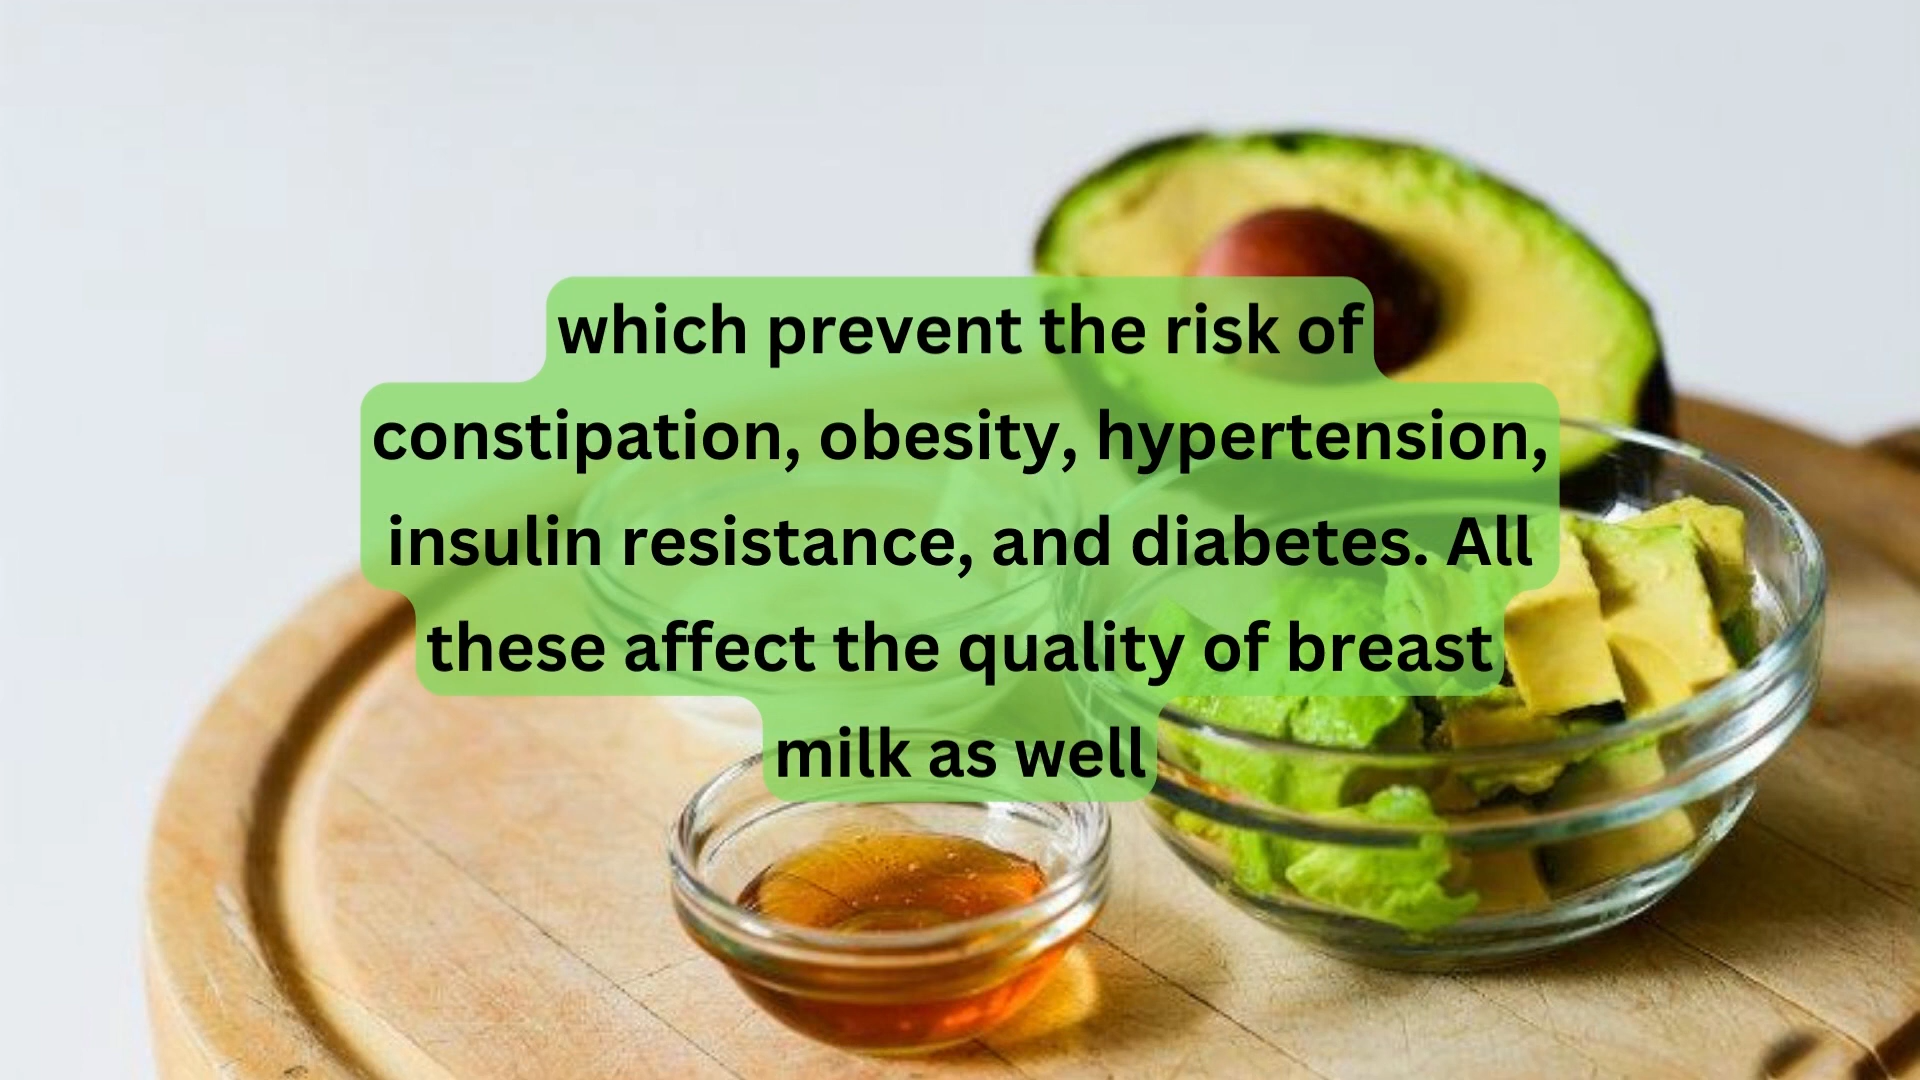 which prevent the risk of
constipation, obesity, hypertension,
insulin resistance, and diabetes. All
these affect the quality of breast
milk as well